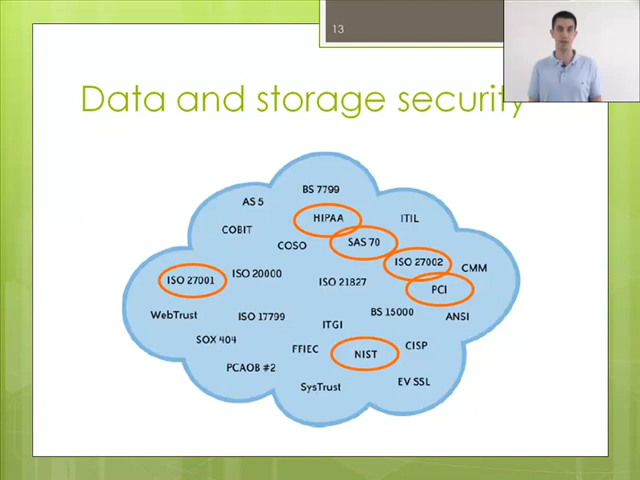 13
Data and storage security
BS 7799
AS 5
HIPAA
ITIL
COBIT
COSO
SAS 70
ISO 27002
CMM
ISO 27001
ISO 20000
ISO 21827
PCI
WebTrust
ISO 17799
BS 15000
ANSI
ITGI
SOX 404
FFIEC
NIST
CISP
PCAOB #2
SysTrust
EV SSL